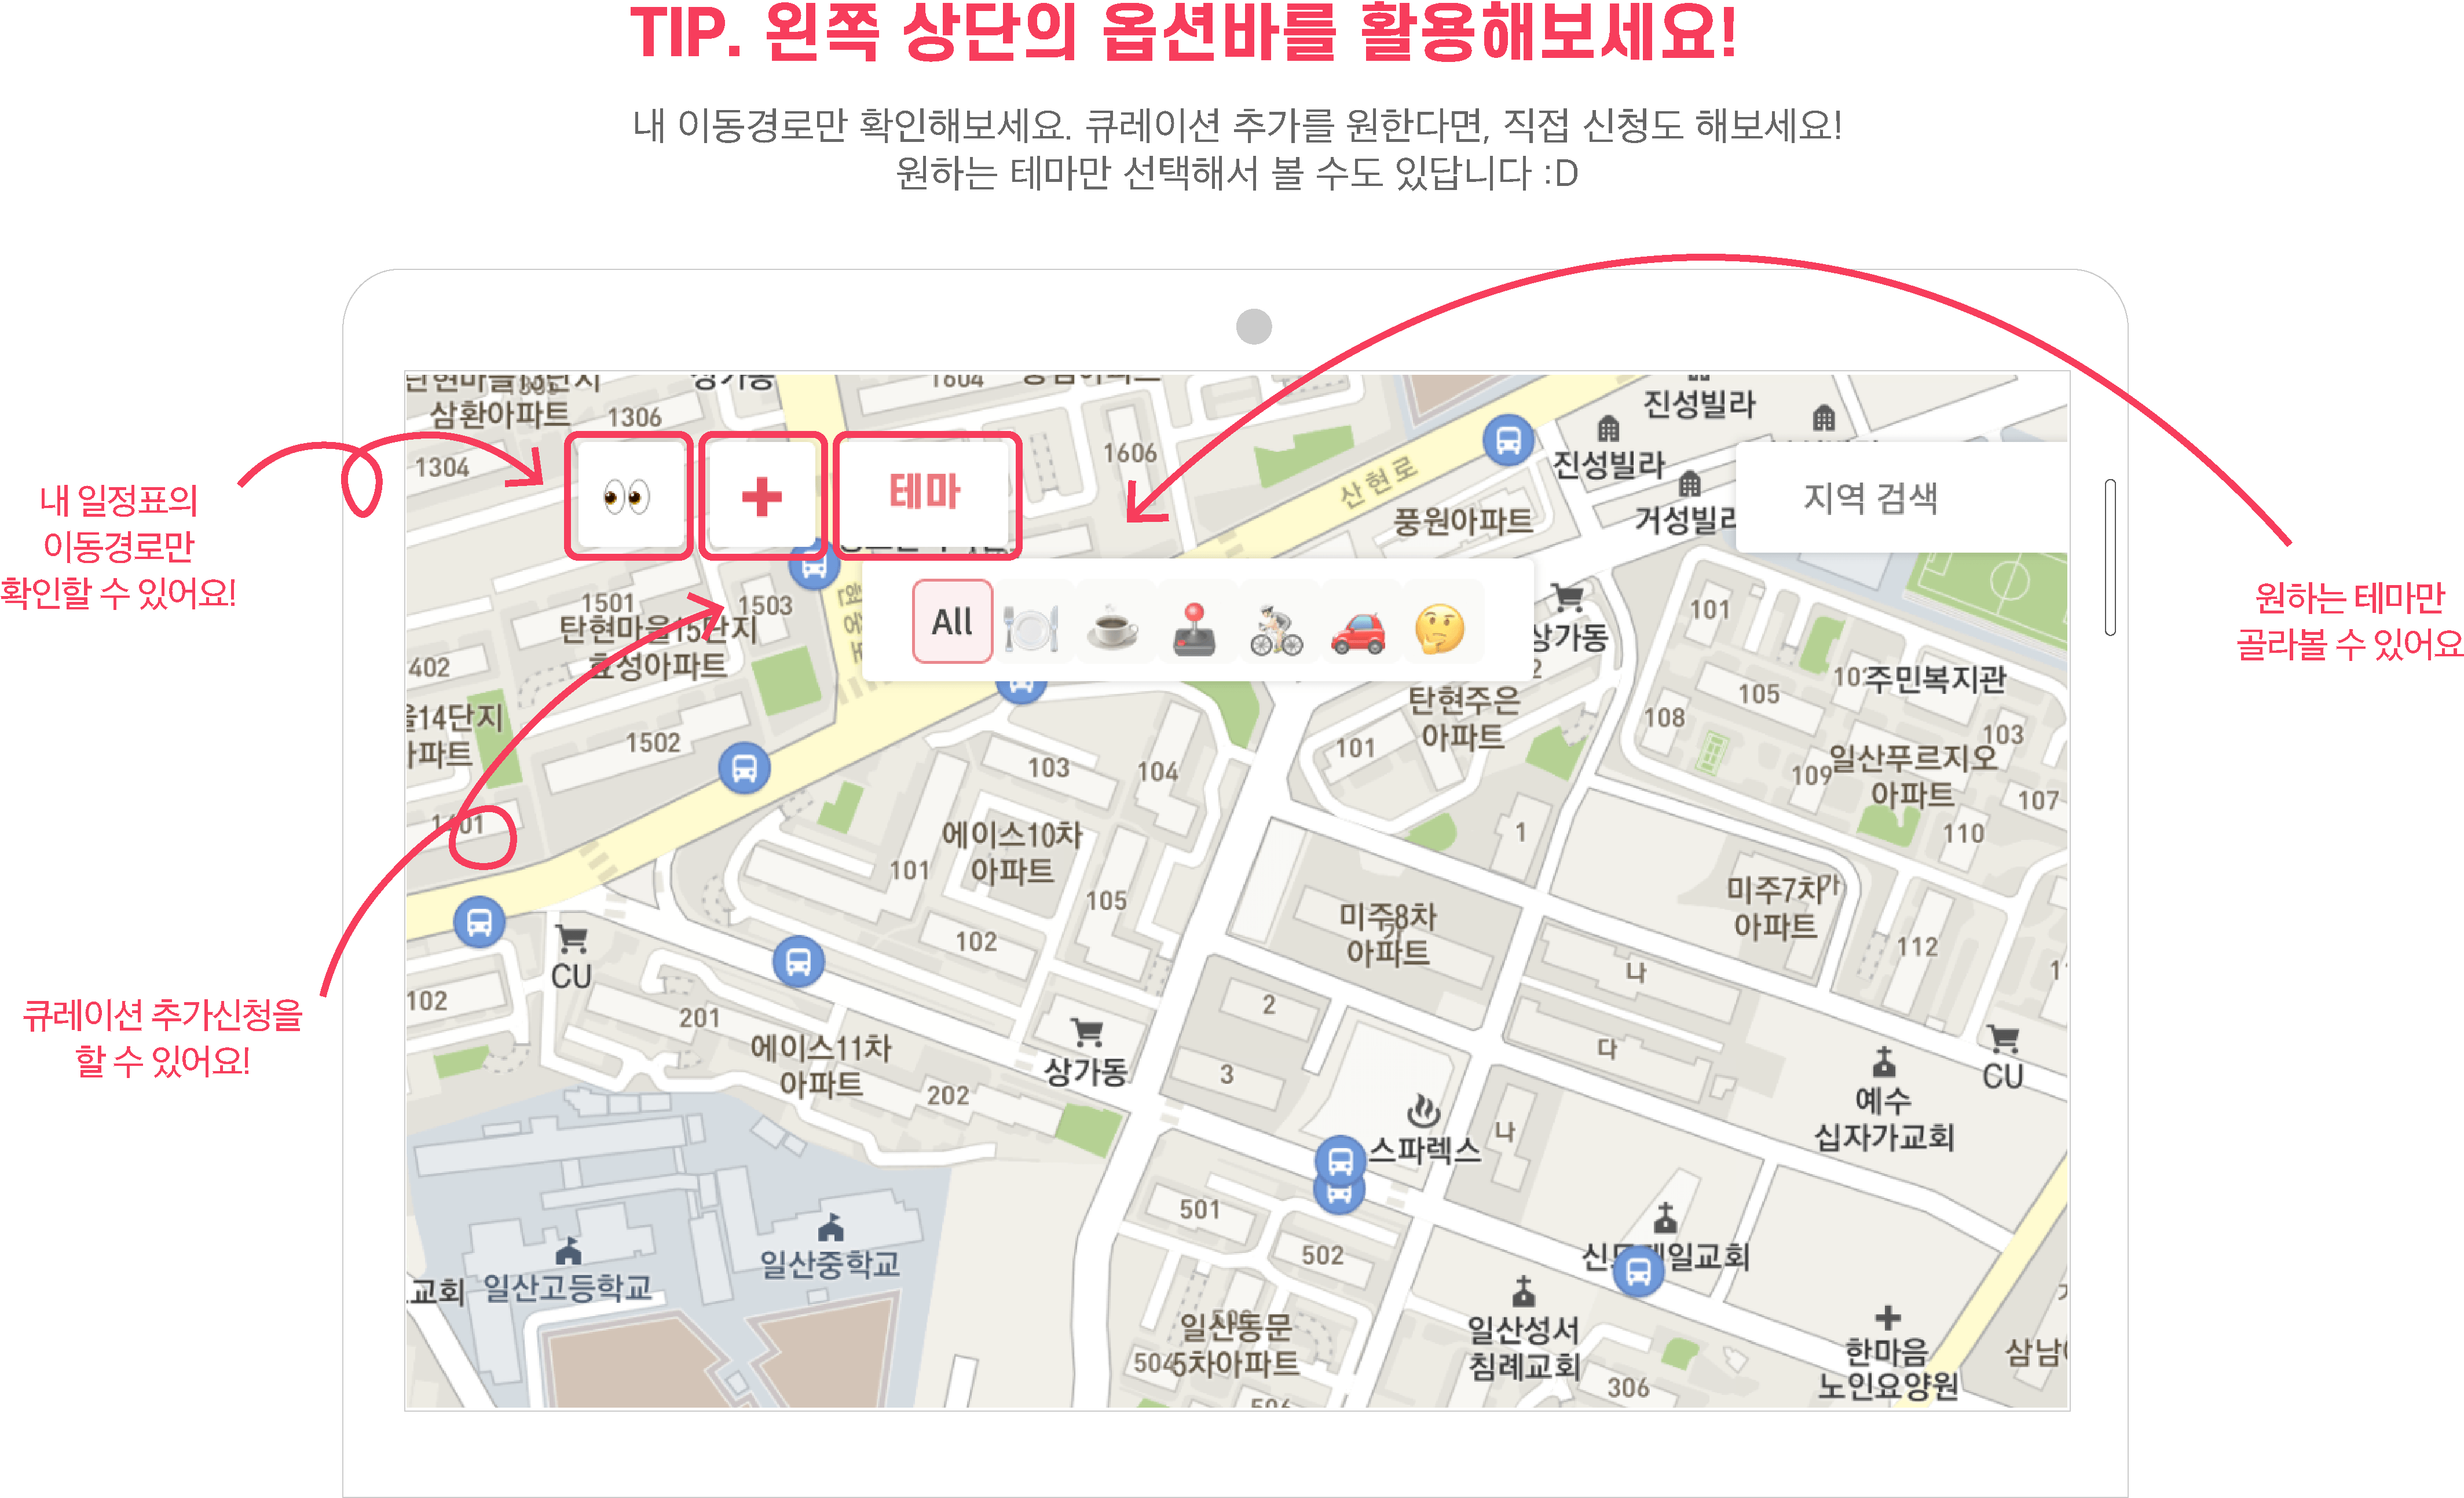 TIP. 왼쪽 상단의 옵션바를 활용해보세요!
내 이동경로만 확인해보세요. 큐레이션 추가를 원한다면, 직접 신청도 해보세요!
원하는 테마만 선택해서 볼 수도 있답니다 :D
내 일정표의
이동경로만
확인할 수 있어요!
큐레이션 추가신청을
할 수 있어요!
원하는 테마만
골라볼 수 있어요
테마
지역 검색
All
삼환아파트
1306
1304
상가동
1604
1606
산현로
진성빌라
진성빌라
거성빌라
풍원아파트
1501
1503
탄현마을15단지
효성아파트
402
1502
상가동
탄현주은
아파트
101
101
105
108
주민복지관
103
일산푸르지오
아파트
109
107
110
103
104
에이스10차
아파트
101
105
102
1
미주8차
아파트
미주7차
아파트
가
112
나
다
나
2
3
CU
102
201
에이스11차
아파트
202
상가동
스파렉스
예수
십자가교회
CU
501
502
일산동문
5차아파트
504
일산고등학교
일산중학교
교회
일산성서
침례교회
306
한마음
노인요양원
삼남